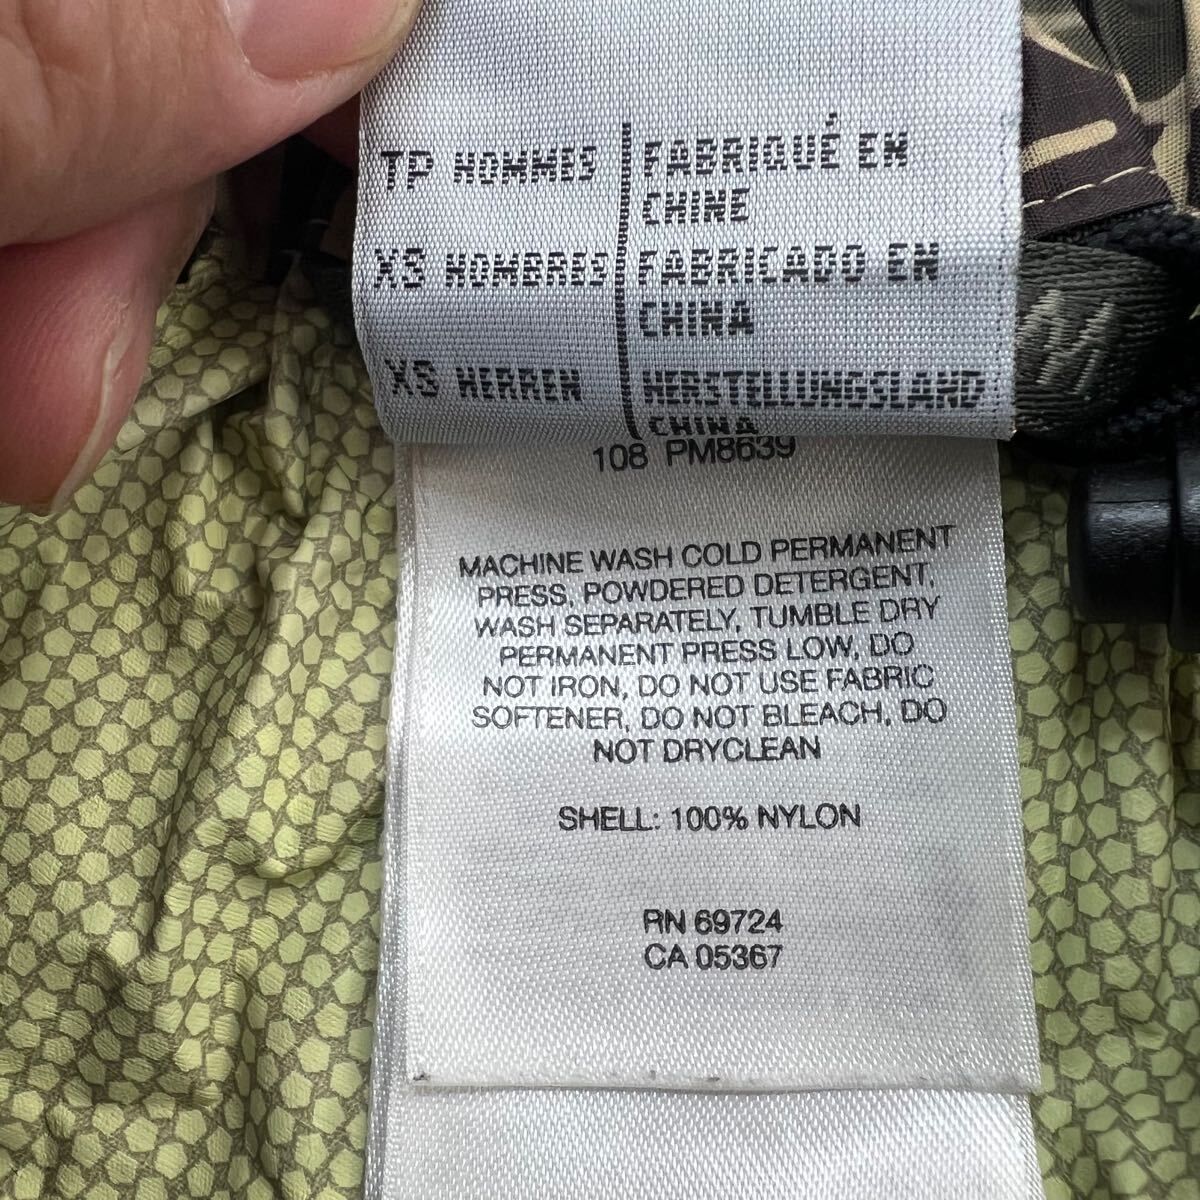 TP HOMMES
FABRIQUÉ EN
CHINE
XS HOMBRES
FABRICADO EN
CHINA
XS HERREN
HERSTELLUNGSLAND
CHINA
108 PM8639
MACHINE WASH COLD PERMANENT
PRESS, POWDERED DETERGENT,
WASH SEPARATELY, TUMBLE DRY
PERMANENT PRESS LOW, DO
NOT IRON, DO NOT USE FABRIC
SOFTENER, DO NOT BLEACH, DO
NOT DRYCLEAN
SHELL: 100% NYLON
RN 69724
CA 05367